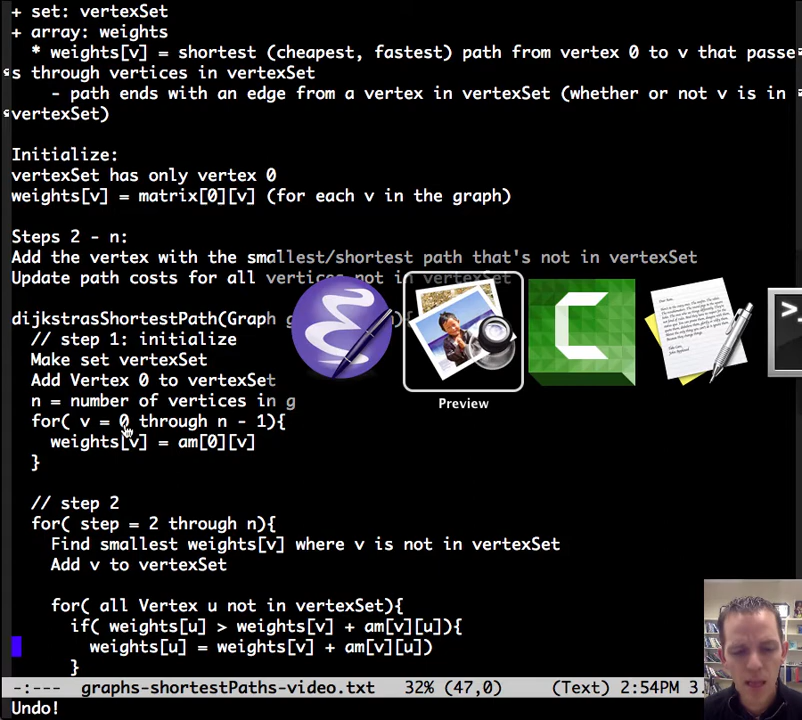 + set: vertexSet
+ array: weights
* weights[v] = shortest (cheapest, fastest) path from vertex 0 to v that passe
s through vertices in vertexSet
- path ends with an edge from a vertex in vertexSet (whether or not v is in
vertexSet)
Initialize:
vertexSet has only vertex 0
weights[v] = matrix[0][v] (for each v in the graph)
Steps 2 - n:
Add the vertex with the smallest/shortest path that's not in vertexSet
Update path costs for all vertices not in vertexSet
dijkstrasShortestPath(Graph g){
// step 1: initialize
Make set vertexSet
Add Vertex 0 to vertexSet
n = number of vertices in g
for( v = 0 through n - 1){
weights[v] = am[0][v]
}
Preview
// step 2
for( step = 2 through n){
Find smallest weights[v] where v is not in vertexSet
Add v to vertexSet
for( all Vertex u not in vertexSet){
if( weights[u] > weights[v] + am[v][u]){
weights[u] = weights[v] + am[v][u])
}
-:--- graphs-shortestPaths-video.txt 32% (47,0) (Text) 2:54PM 3.
Undo!